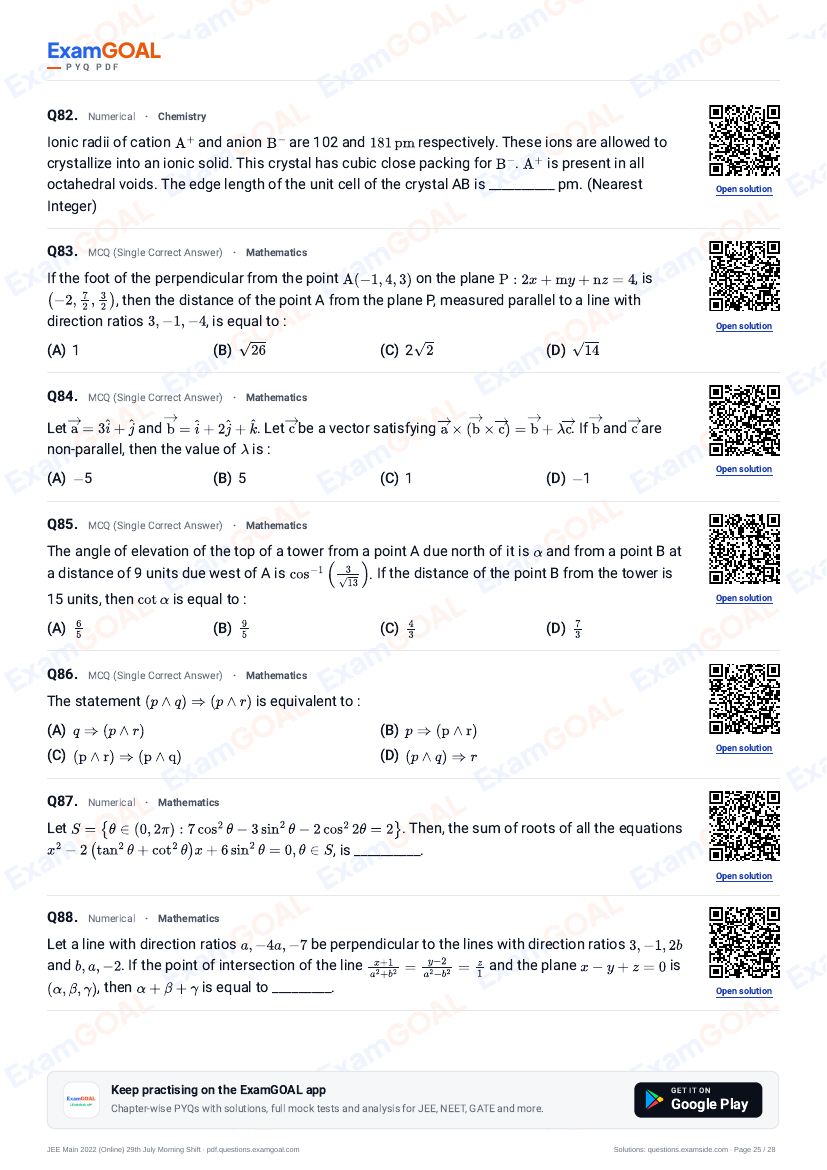 ExamGOAL
PYQ PDF
Q82. Numerical · Chemistry
Ionic radii of cation A⁺ and anion B⁻ are 102 and 181 pm respectively. These ions are allowed to
crystallize into an ionic solid. This crystal has cubic close packing for B⁻. A⁺ is present in all
octahedral voids. The edge length of the unit cell of the crystal AB is __________ pm. (Nearest
Integer)
Open solution
Q83. MCQ (Single Correct Answer) · Mathematics
If the foot of the perpendicular from the point A(−1, 4, 3) on the plane P : 2x + my + nz = 4, is
(−2, 7/2, 3/2), then the distance of the point A from the plane P, measured parallel to a line with
direction ratios 3, −1, −4, is equal to :
(A) 1 (B) √26 (C) 2√2 (D) √14
Open solution
Q84. MCQ (Single Correct Answer) · Mathematics
Let a⃗ = 3î + ĵ and b⃗ = î + 2ĵ + k̂. Let c⃗ be a vector satisfying a⃗ × (b⃗ × c⃗) = b⃗ + λc⃗. If b⃗ and c⃗ are
non-parallel, then the value of λ is :
(A) −5 (B) 5 (C) 1 (D) −1
Open solution
Q85. MCQ (Single Correct Answer) · Mathematics
The angle of elevation of the top of a tower from a point A due north of it is α and from a point B at
a distance of 9 units due west of A is cos⁻¹(3/√13). If the distance of the point B from the tower is
15 units, then cot α is equal to :
(A) 6/5 (B) 9/5 (C) 4/3 (D) 7/3
Open solution
Q86. MCQ (Single Correct Answer) · Mathematics
The statement (p ∧ q) ⇒ (p ∧ r) is equivalent to :
(A) q ⇒ (p ∧ r) (B) p ⇒ (p ∧ r)
(C) (p ∧ r) ⇒ (p ∧ q) (D) (p ∧ q) ⇒ r
Open solution
Q87. Numerical · Mathematics
Let S = {θ ∈ (0, 2π) : 7 cos² θ − 3 sin² θ − 2 cos² 2θ = 2}. Then, the sum of roots of all the equations
x² − 2 (tan² θ + cot² θ) x + 6 sin² θ = 0, θ ∈ S, is __________.
Open solution
Q88. Numerical · Mathematics
Let a line with direction ratios a, −4a, −7 be perpendicular to the lines with direction ratios 3, −1, 2b
and b, a, −2. If the point of intersection of the line (x+1)/(a²+b²) = (y−2)/(a²−b²) = z/1 and the plane x − y + z = 0 is
(α, β, γ), then α + β + γ is equal to _________.
Open solution
Keep practising on the ExamGOAL app
Chapter-wise PYQs with solutions, full mock tests and analysis for JEE, NEET, GATE and more.
GET IT ON
Google Play
JEE Main 2022 (Online) 29th July Morning Shift · pdf.questions.examgoal.com
Solutions: questions.examside.com · Page 25 / 28